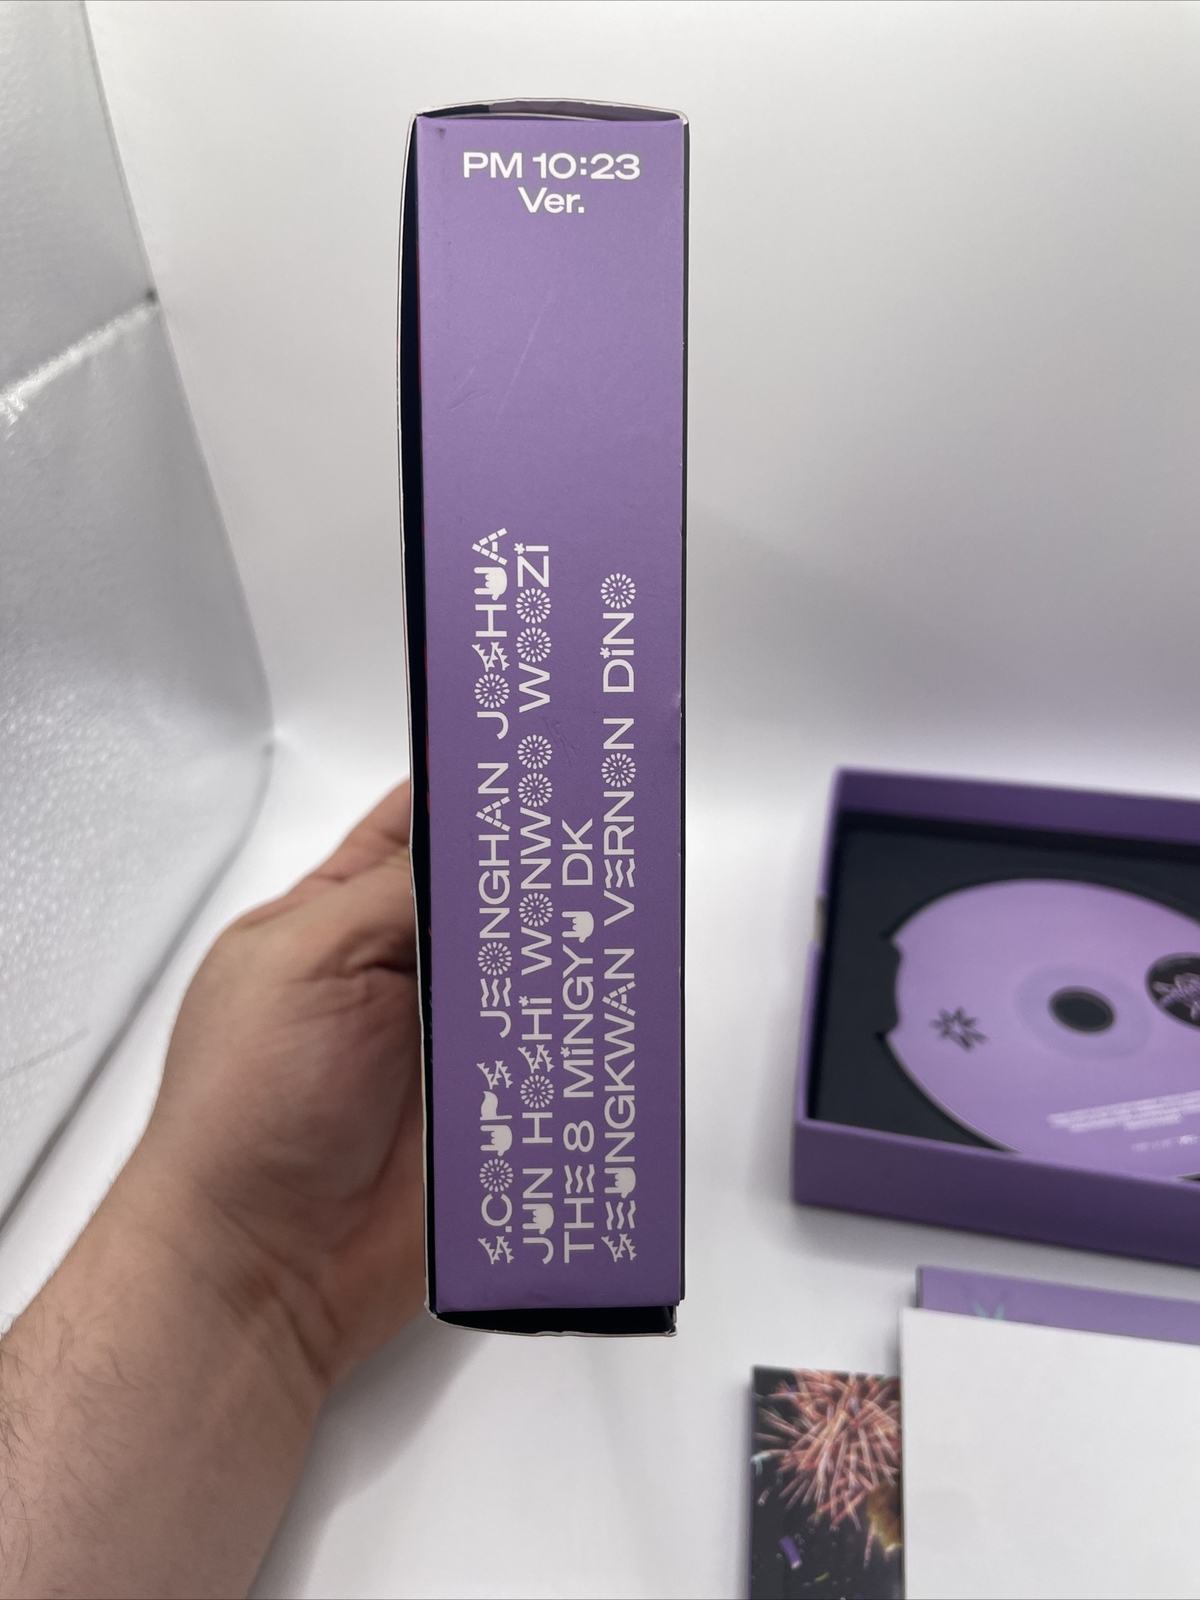 PM 10:23
Ver.
S.COUPS JEONGHAN JOSHUA
JUN HOSHi WONWOO WOOZi
THE 8 MiNGYU DK
SEUNGKWAN VERNON DiNO